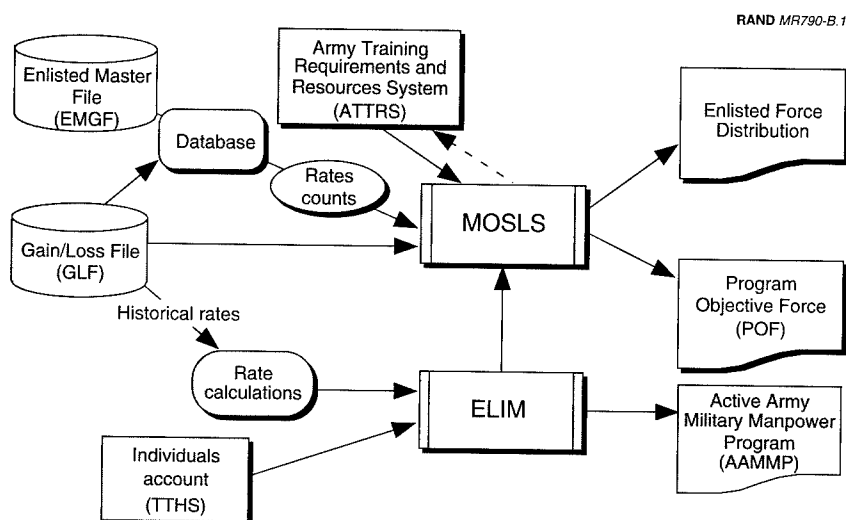 RAND MR790-B.1
Enlisted Master
File
(EMGF)
Army Training
Requirements and
Resources System
(ATTRS)
Enlisted Force
Distribution
Database
Rates
counts
MOSLS
Gain/Loss File
(GLF)
Program
Objective Force
(POF)
Historical rates
Rate
calculations
ELIM
Active Army
Military Manpower
Program
(AAMMP)
Individuals
account
(TTHS)